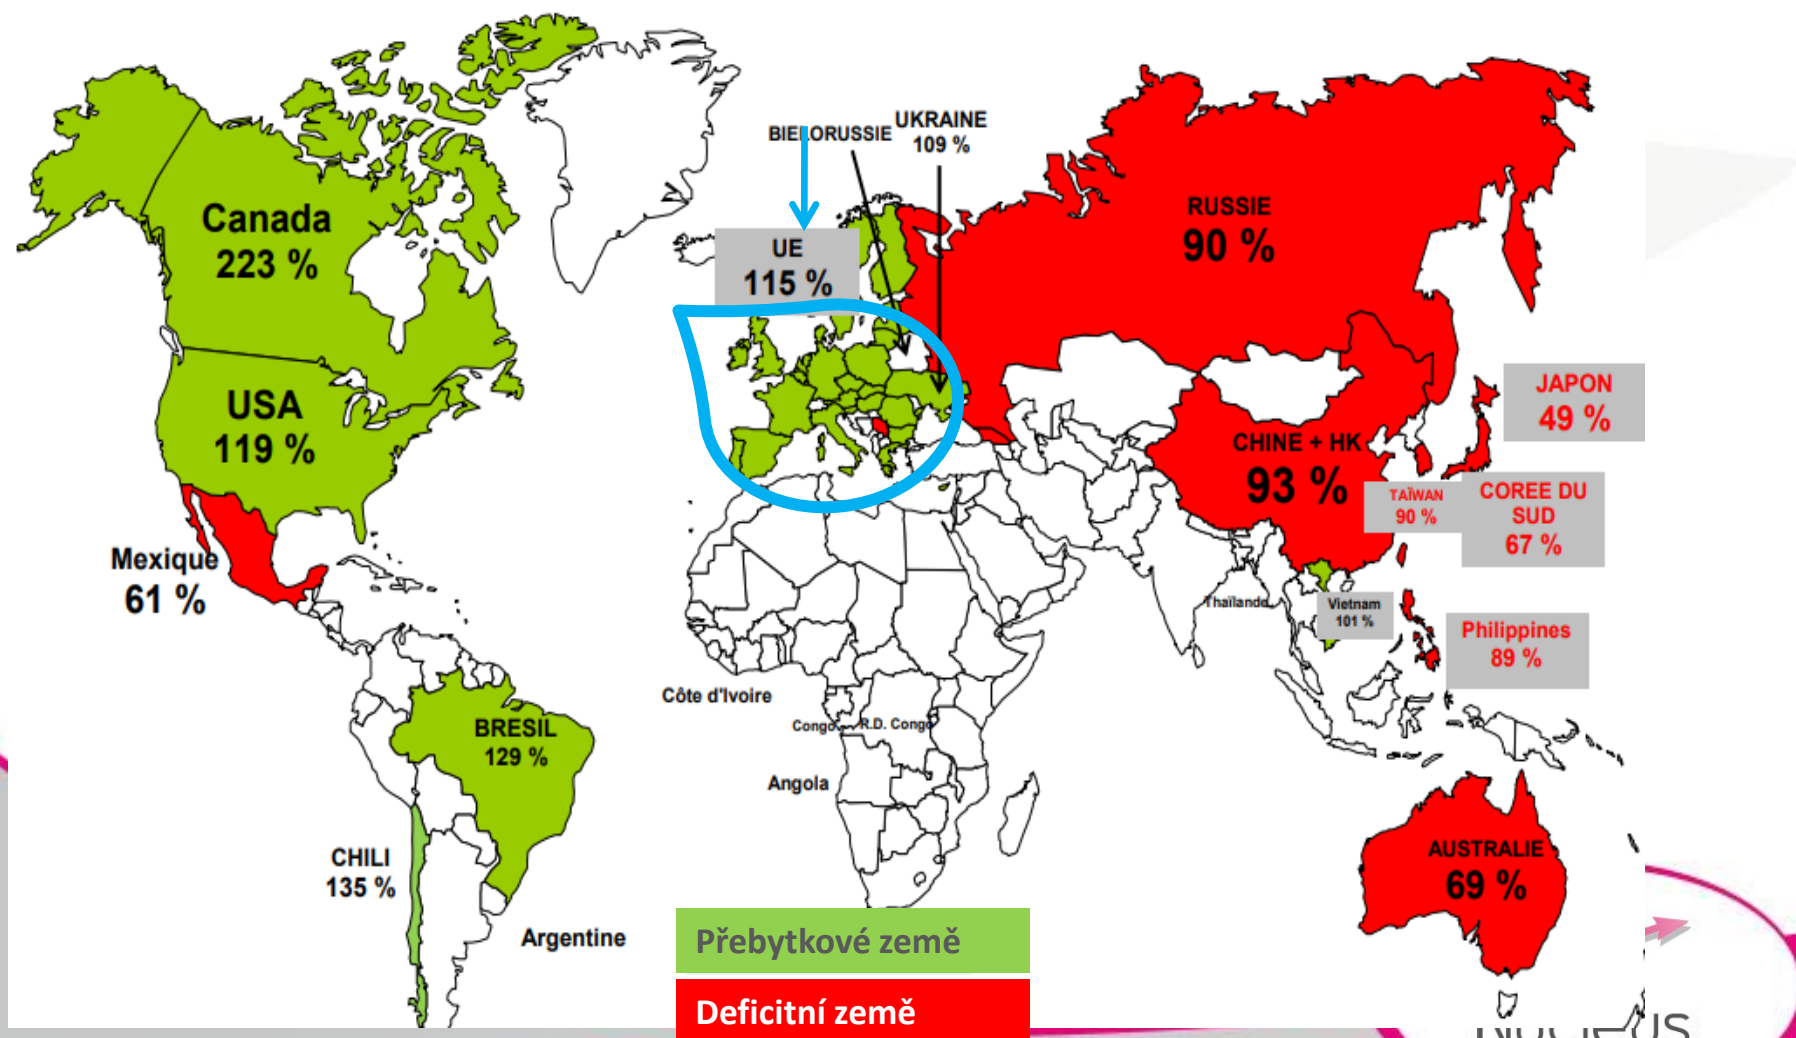 BIELORUSSIE
UKRAINE
109 %
Canada
223 %
RUSSIE
90 %
UE
115 %
USA
119 %
JAPON
49 %
CHINE + HK
93 %
TAÏWAN
90 %
COREE DU
SUD
67 %
Mexique
61 %
Thaïlande
Vietnam
101 %
Philippines
89 %
Côte d'Ivoire
Congo
R.D. Congo
BRESIL
129 %
Angola
CHILI
135 %
AUSTRALIE
69 %
Argentine
Přebytkové země
Deficitní země